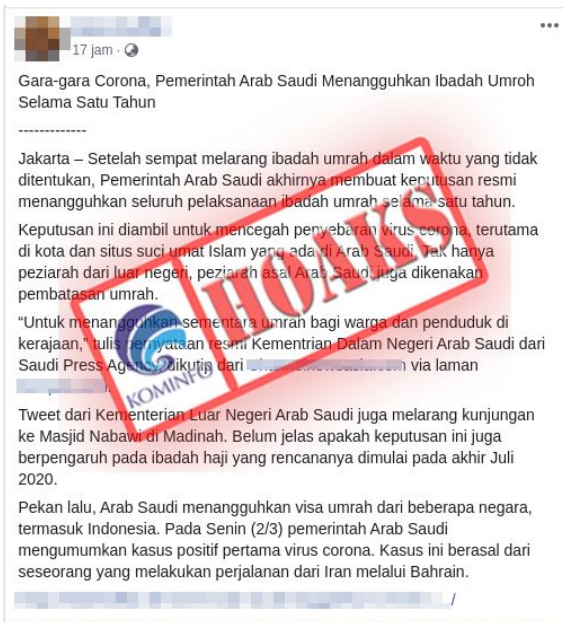 17 jam ·
Gara-gara Corona, Pemerintah Arab Saudi Menangguhkan Ibadah Umroh
Selama Satu Tahun
-------------
Jakarta – Setelah sempat melarang ibadah umrah dalam waktu yang tidak
ditentukan, Pemerintah Arab Saudi akhirnya membuat keputusan resmi
menangguhkan seluruh pelaksanaan ibadah umrah selama satu tahun.
Keputusan ini diambil untuk mencegah penyebaran virus corona, terutama
di kota dan situs suci umat Islam yang ada di Arab Saudi. Tak hanya
peziarah dari luar negeri, peziarah asal Arab Saudi juga dikenakan
pembatasan umrah.
“Untuk menangguhkan sementara umrah bagi warga dan penduduk di
kerajaan,” tulis pernyataan resmi Kementrian Dalam Negeri Arab Saudi dari
Saudi Press Agency, dikutip dari via laman
Tweet dari Kementerian Luar Negeri Arab Saudi juga melarang kunjungan
ke Masjid Nabawi di Madinah. Belum jelas apakah keputusan ini juga
berpengaruh pada ibadah haji yang rencananya dimulai pada akhir Juli
2020.
Pekan lalu, Arab Saudi menangguhkan visa umrah dari beberapa negara,
termasuk Indonesia. Pada Senin (2/3) pemerintah Arab Saudi
mengumumkan kasus positif pertama virus corona. Kasus ini berasal dari
seseorang yang melakukan perjalanan dari Iran melalui Bahrain.
/
HOAKS
KOMINFO